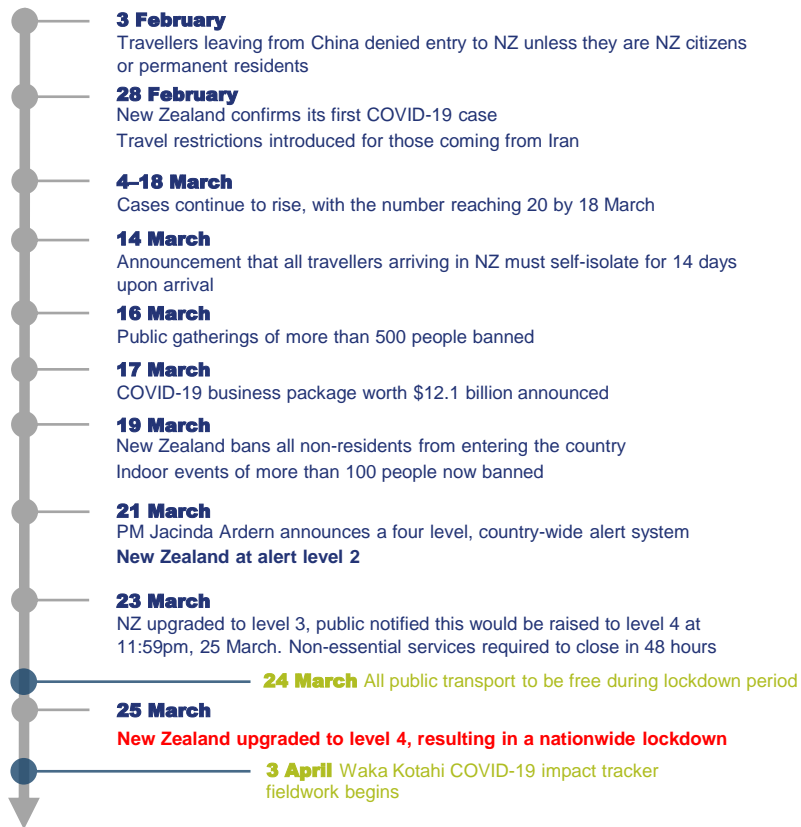 3 February
Travellers leaving from China denied entry to NZ unless they are NZ citizens
or permanent residents
28 February
New Zealand confirms its first COVID-19 case
Travel restrictions introduced for those coming from Iran
4–18 March
Cases continue to rise, with the number reaching 20 by 18 March
14 March
Announcement that all travellers arriving in NZ must self-isolate for 14 days
upon arrival
16 March
Public gatherings of more than 500 people banned
17 March
COVID-19 business package worth $12.1 billion announced
19 March
New Zealand bans all non-residents from entering the country
Indoor events of more than 100 people now banned
21 March
PM Jacinda Ardern announces a four level, country-wide alert system
New Zealand at alert level 2
23 March
NZ upgraded to level 3, public notified this would be raised to level 4 at
11:59pm, 25 March. Non-essential services required to close in 48 hours
24 March All public transport to be free during lockdown period
25 March
New Zealand upgraded to level 4, resulting in a nationwide lockdown
3 April Waka Kotahi COVID-19 impact tracker
fieldwork begins